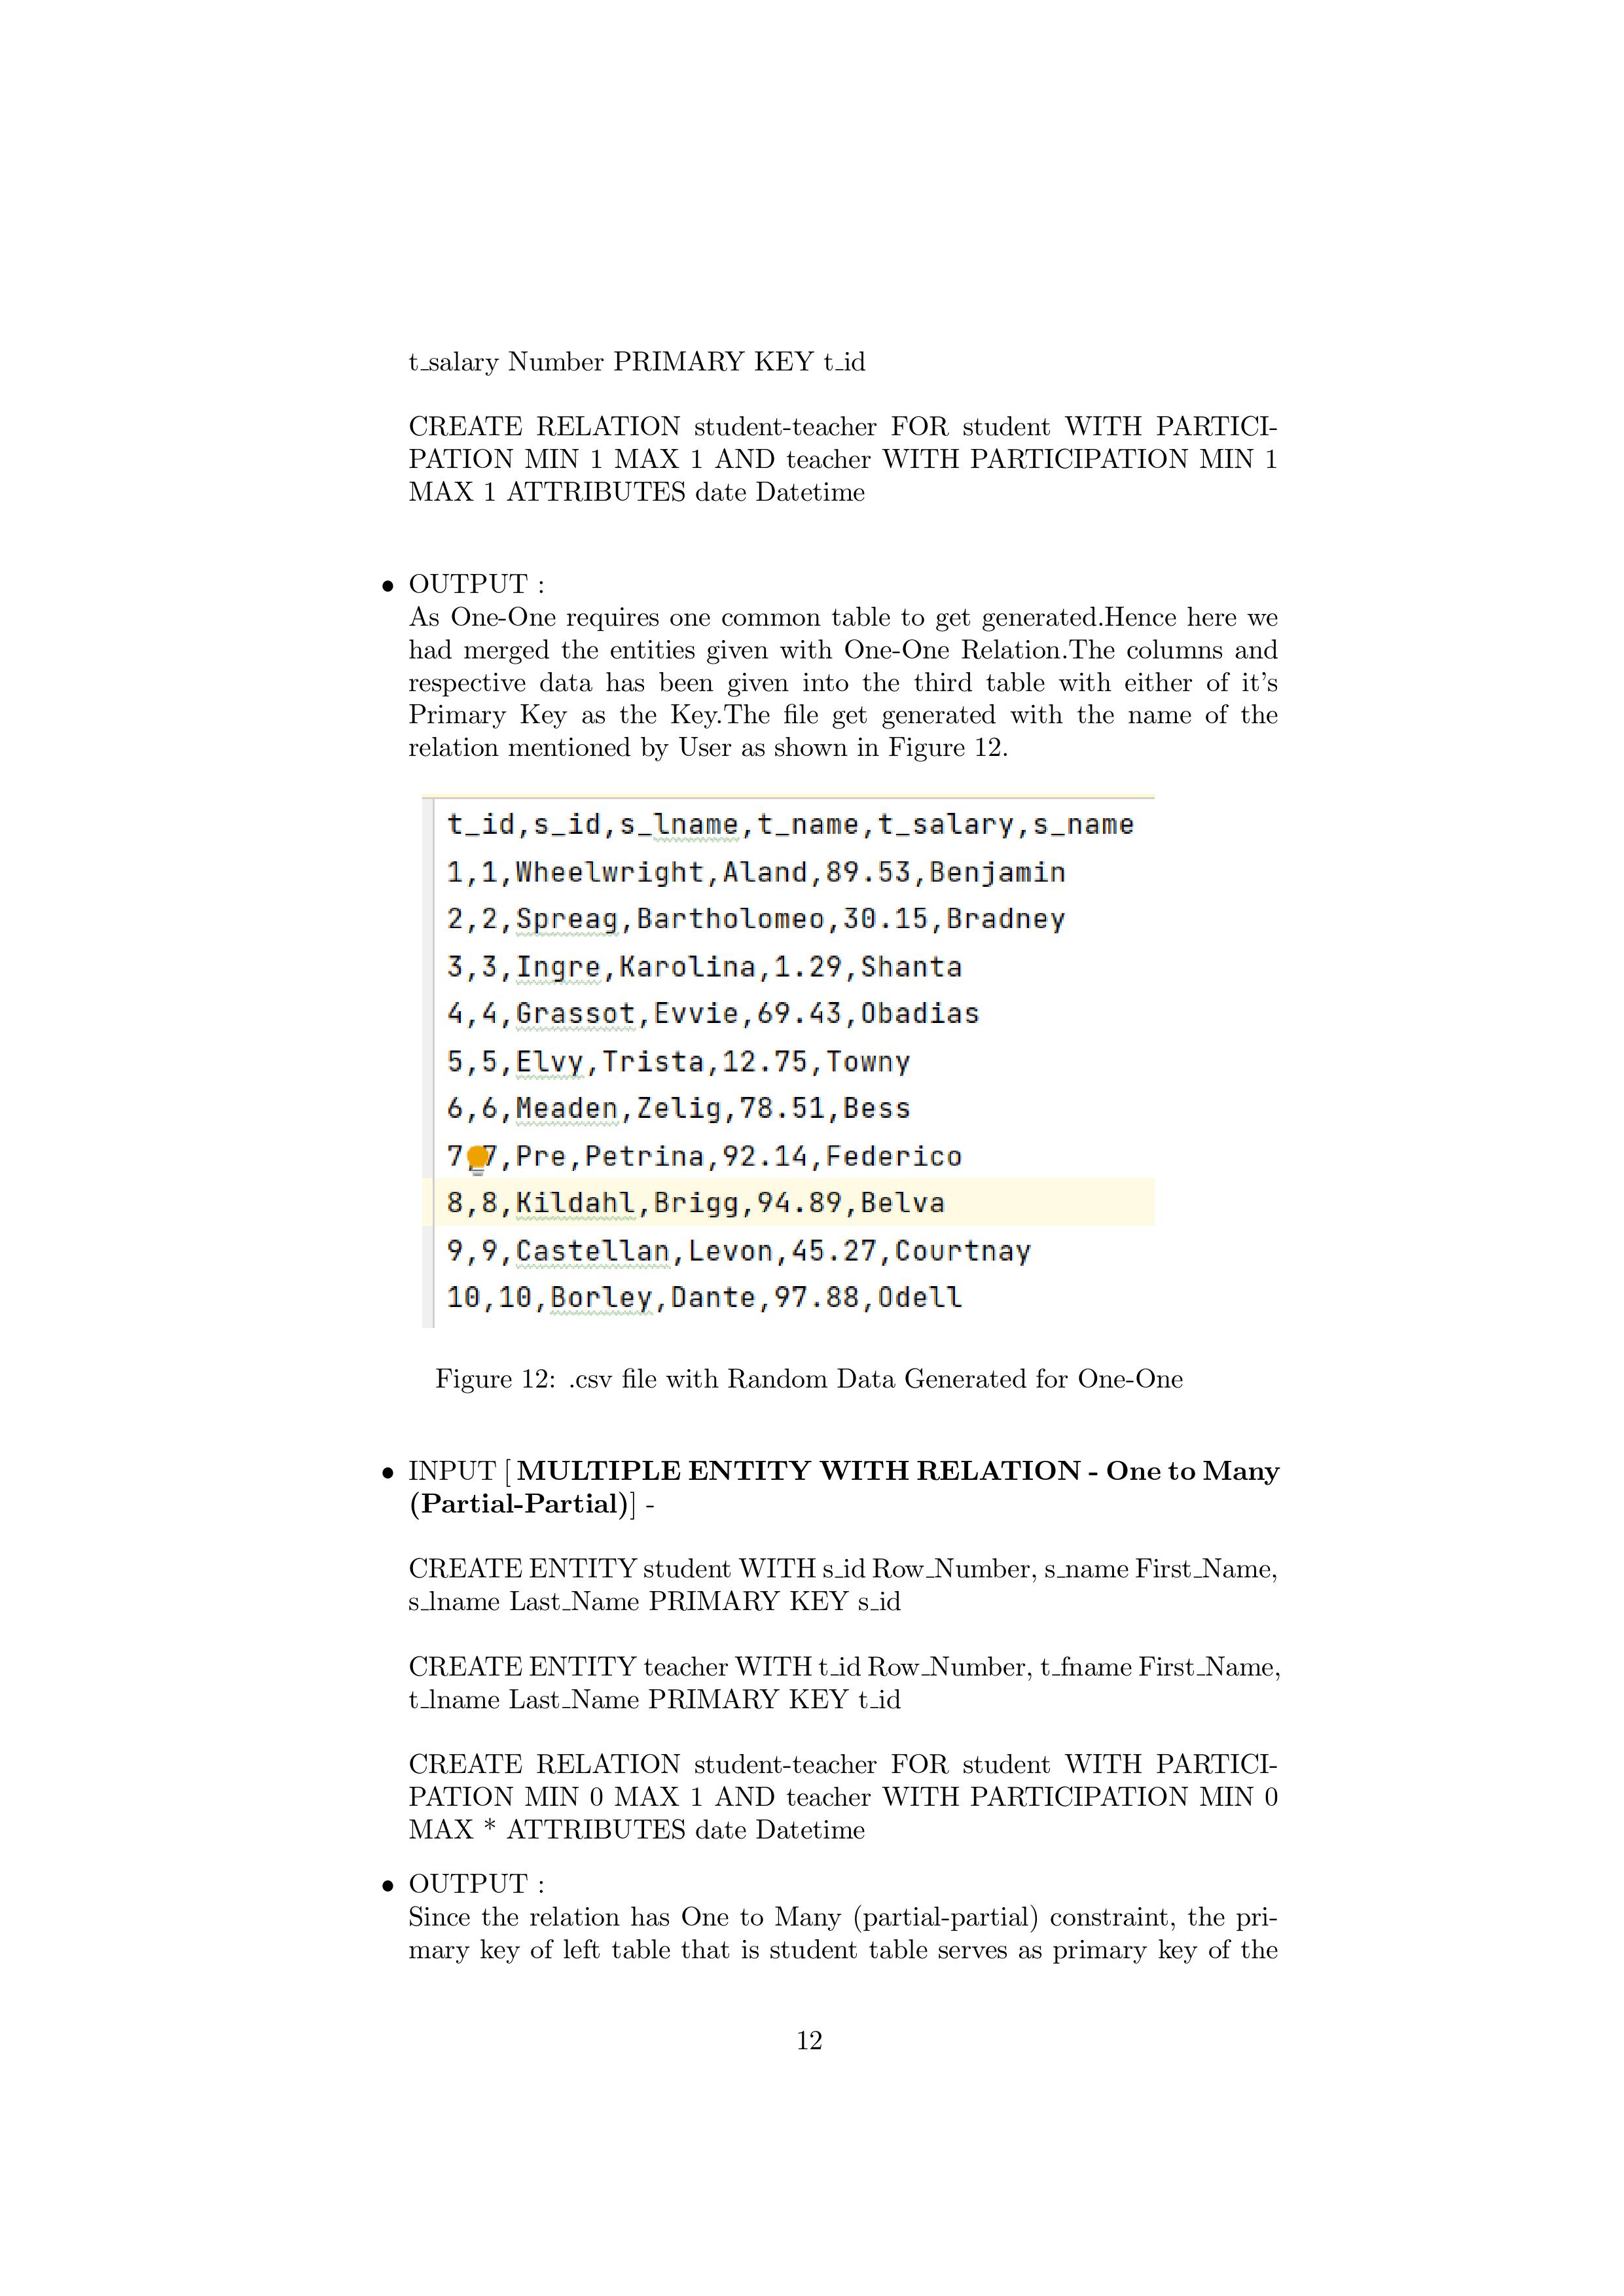 t_salary Number PRIMARY KEY t_id
CREATE RELATION student-teacher FOR student WITH PARTICI-
PATION MIN 1 MAX 1 AND teacher WITH PARTICIPATION MIN 1
MAX 1 ATTRIBUTES date Datetime
• OUTPUT :
As One-One requires one common table to get generated.Hence here we
had merged the entities given with One-One Relation.The columns and
respective data has been given into the third table with either of it's
Primary Key as the Key.The file get generated with the name of the
relation mentioned by User as shown in Figure 12.
t_id,s_id,s_lname,t_name,t_salary,s_name
1,1,Wheelwright,Aland,89.53,Benjamin
2,2,Spreag,Bartholomeo,30.15,Bradney
3,3,Ingre,Karolina,1.29,Shanta
4,4,Grassot,Evvie,69.43,Obadias
5,5,Elvy,Trista,12.75,Towny
6,6,Meaden,Zelig,78.51,Bess
7,7,Pre,Petrina,92.14,Federico
8,8,Kildahl,Brigg,94.89,Belva
9,9,Castellan,Levon,45.27,Courtnay
10,10,Borley,Dante,97.88,Odell
Figure 12: .csv file with Random Data Generated for One-One
• INPUT [ MULTIPLE ENTITY WITH RELATION - One to Many
(Partial-Partial)] -
CREATE ENTITY student WITH s_id Row_Number, s_name First_Name,
s_lname Last_Name PRIMARY KEY s_id
CREATE ENTITY teacher WITH t_id Row_Number, t_fname First_Name,
t_lname Last_Name PRIMARY KEY t_id
CREATE RELATION student-teacher FOR student WITH PARTICI-
PATION MIN 0 MAX 1 AND teacher WITH PARTICIPATION MIN 0
MAX * ATTRIBUTES date Datetime
• OUTPUT :
Since the relation has One to Many (partial-partial) constraint, the pri-
mary key of left table that is student table serves as primary key of the
12